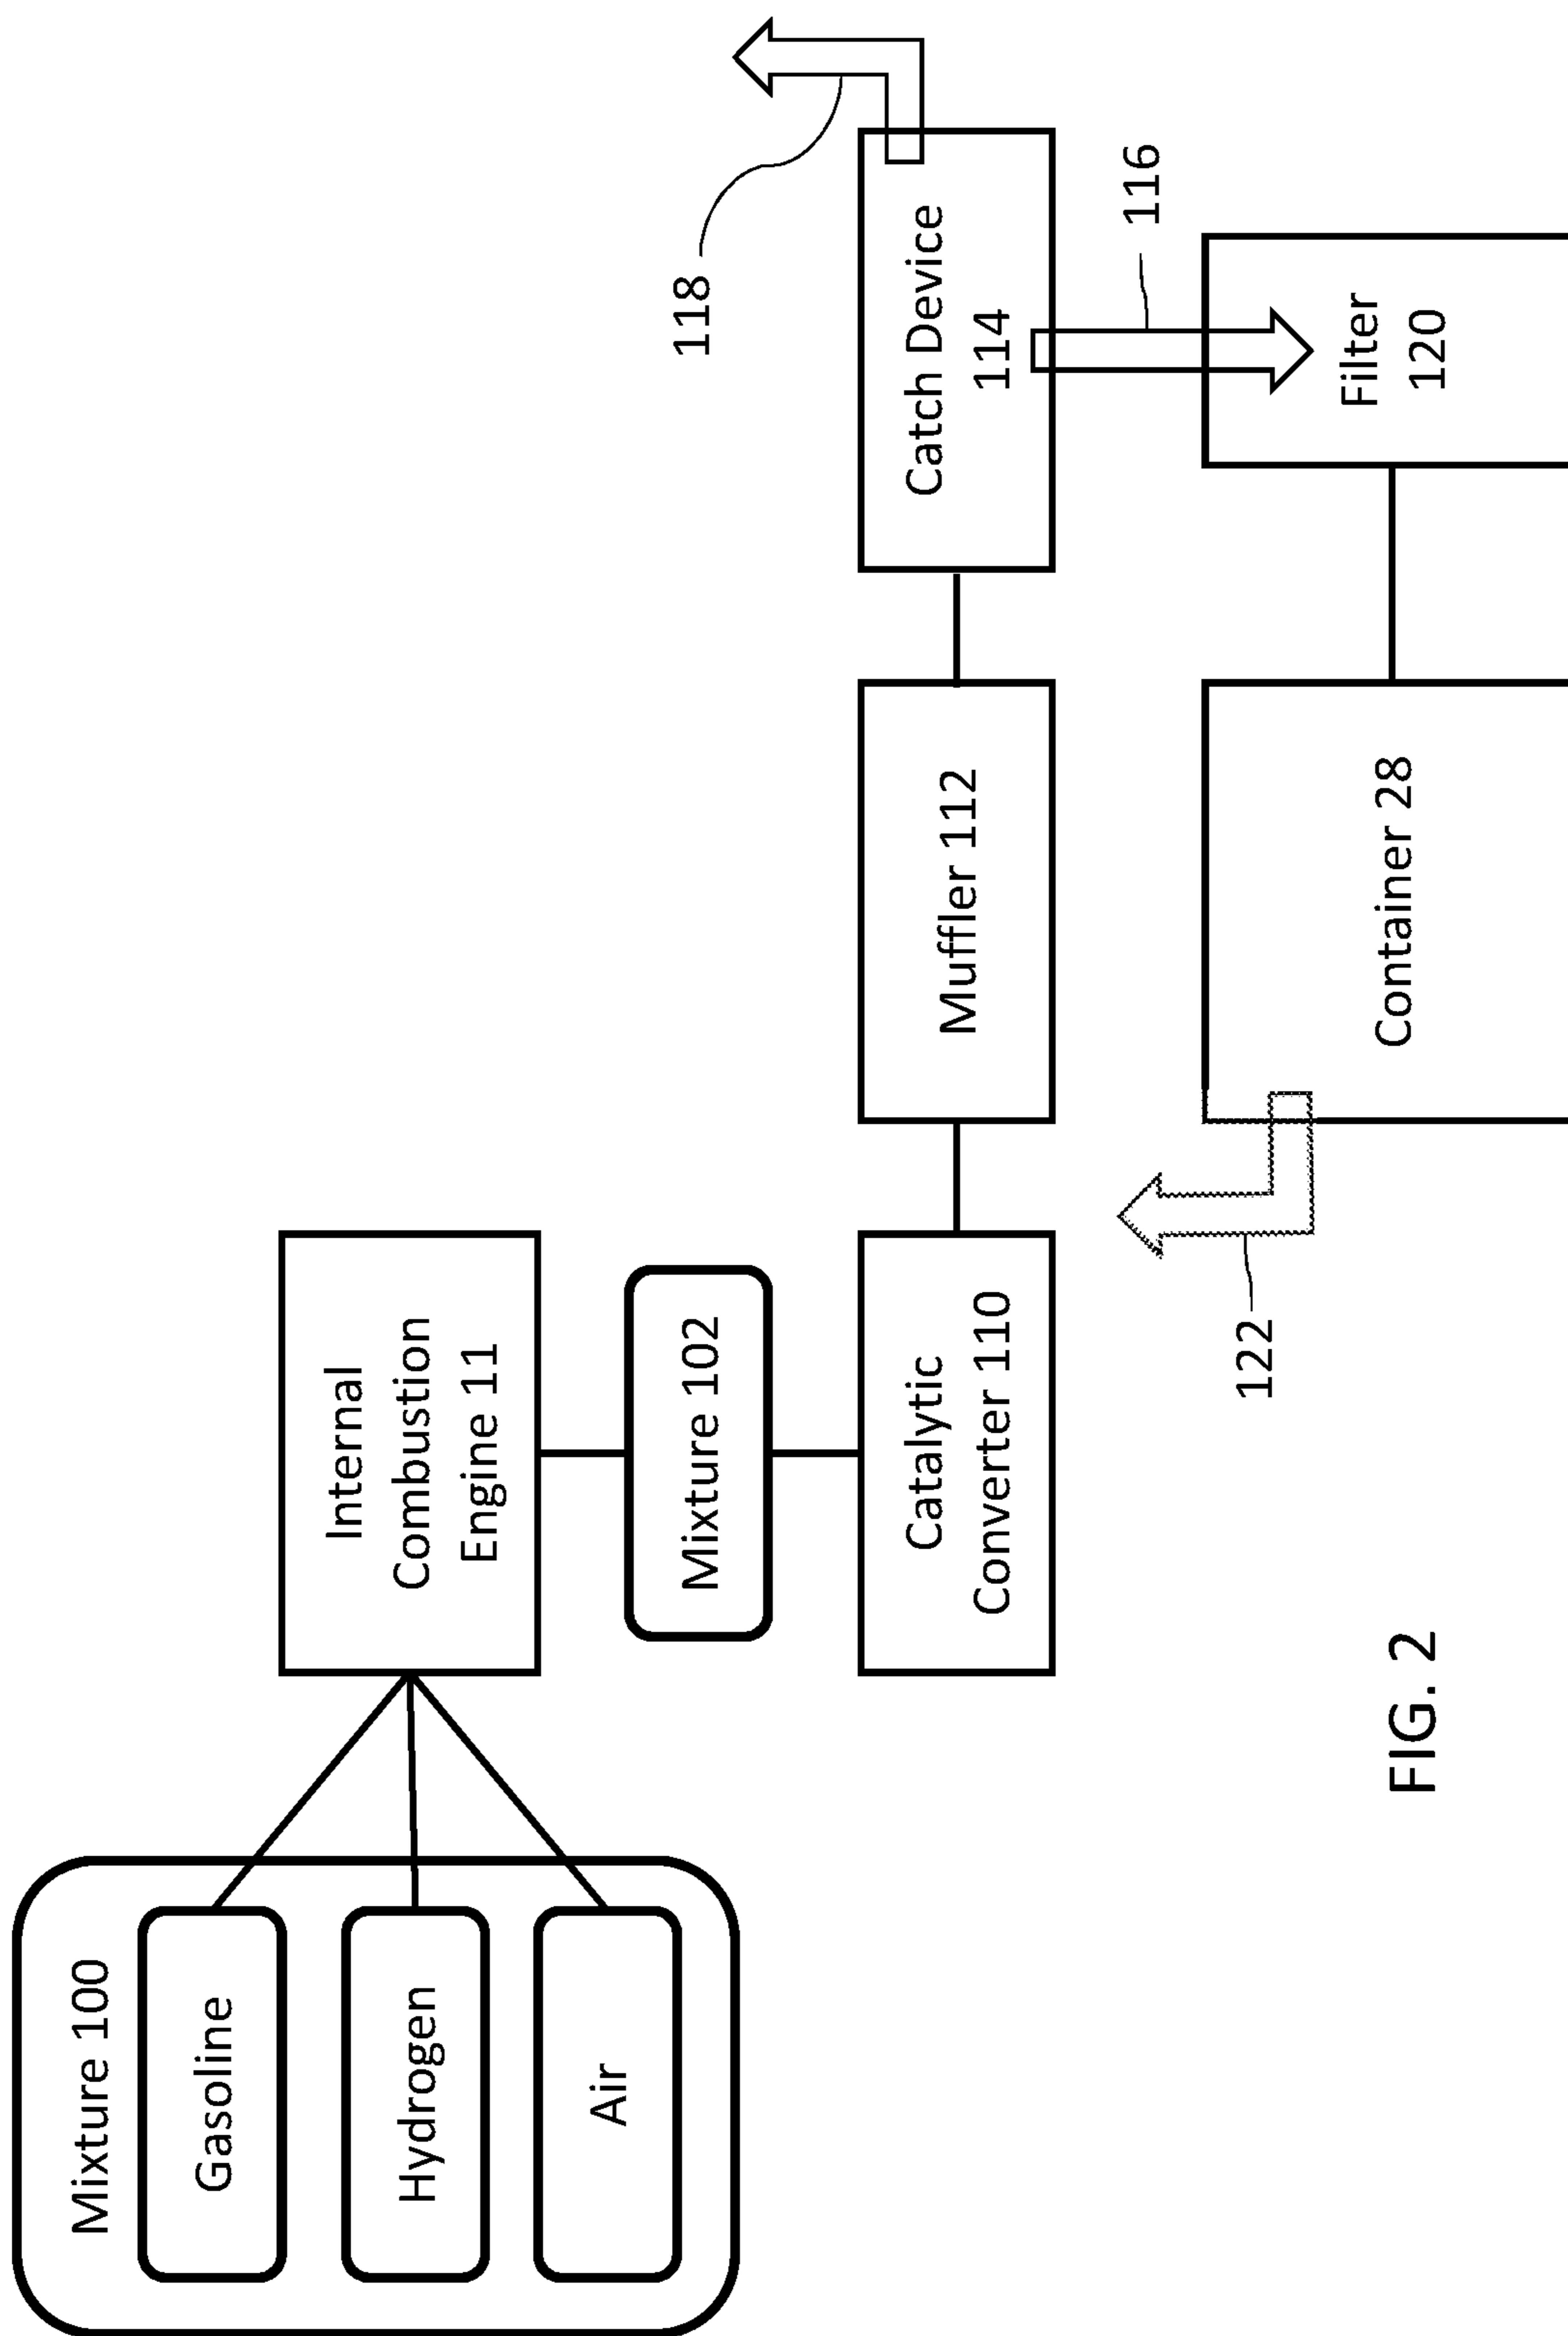 Mixture 100
Gasoline
Hydrogen
Air
Internal
Combustion
Engine 11
Mixture 102
Catalytic
Converter 110
Muffler 112
Catch Device
114
118
116
Filter
120
Container 28
122
FIG. 2